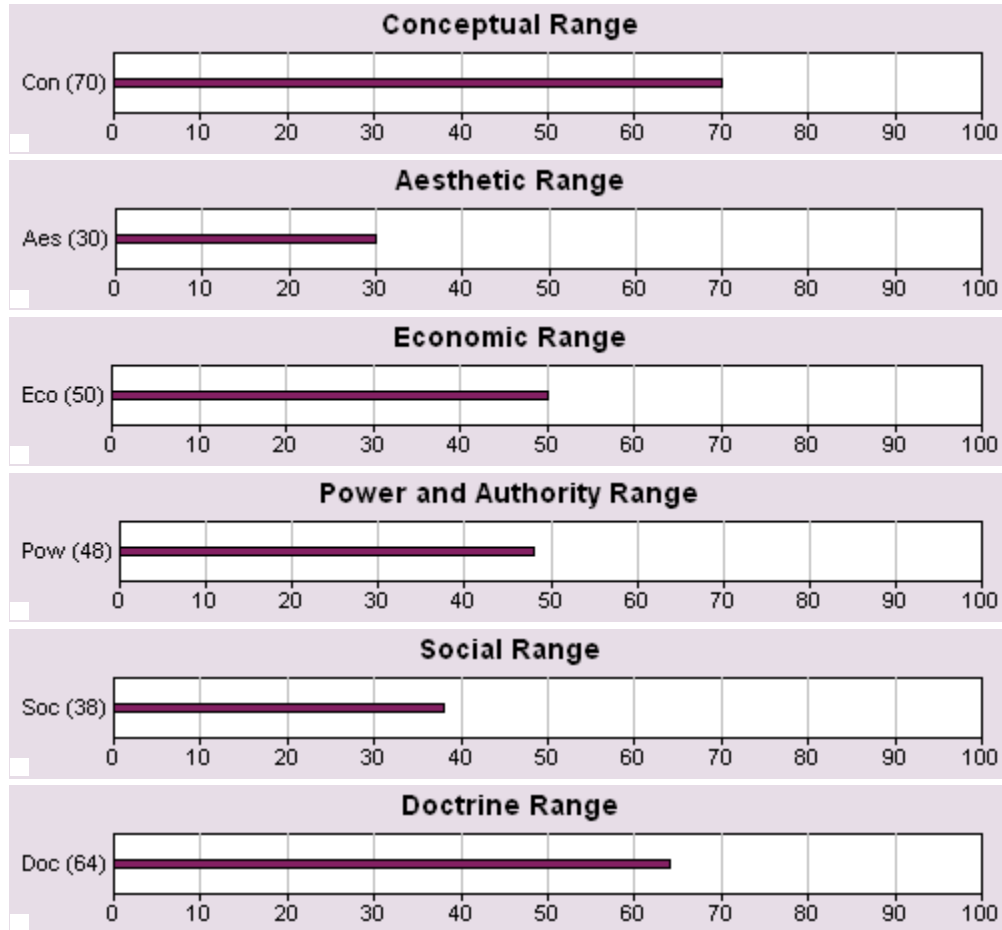 Conceptual Range
Con (70)
0 10 20 30 40 50 60 70 80 90 100
Aesthetic Range
Aes (30)
0 10 20 30 40 50 60 70 80 90 100
Economic Range
Eco (50)
0 10 20 30 40 50 60 70 80 90 100
Power and Authority Range
Pow (48)
0 10 20 30 40 50 60 70 80 90 100
Social Range
Soc (38)
0 10 20 30 40 50 60 70 80 90 100
Doctrine Range
Doc (64)
0 10 20 30 40 50 60 70 80 90 100